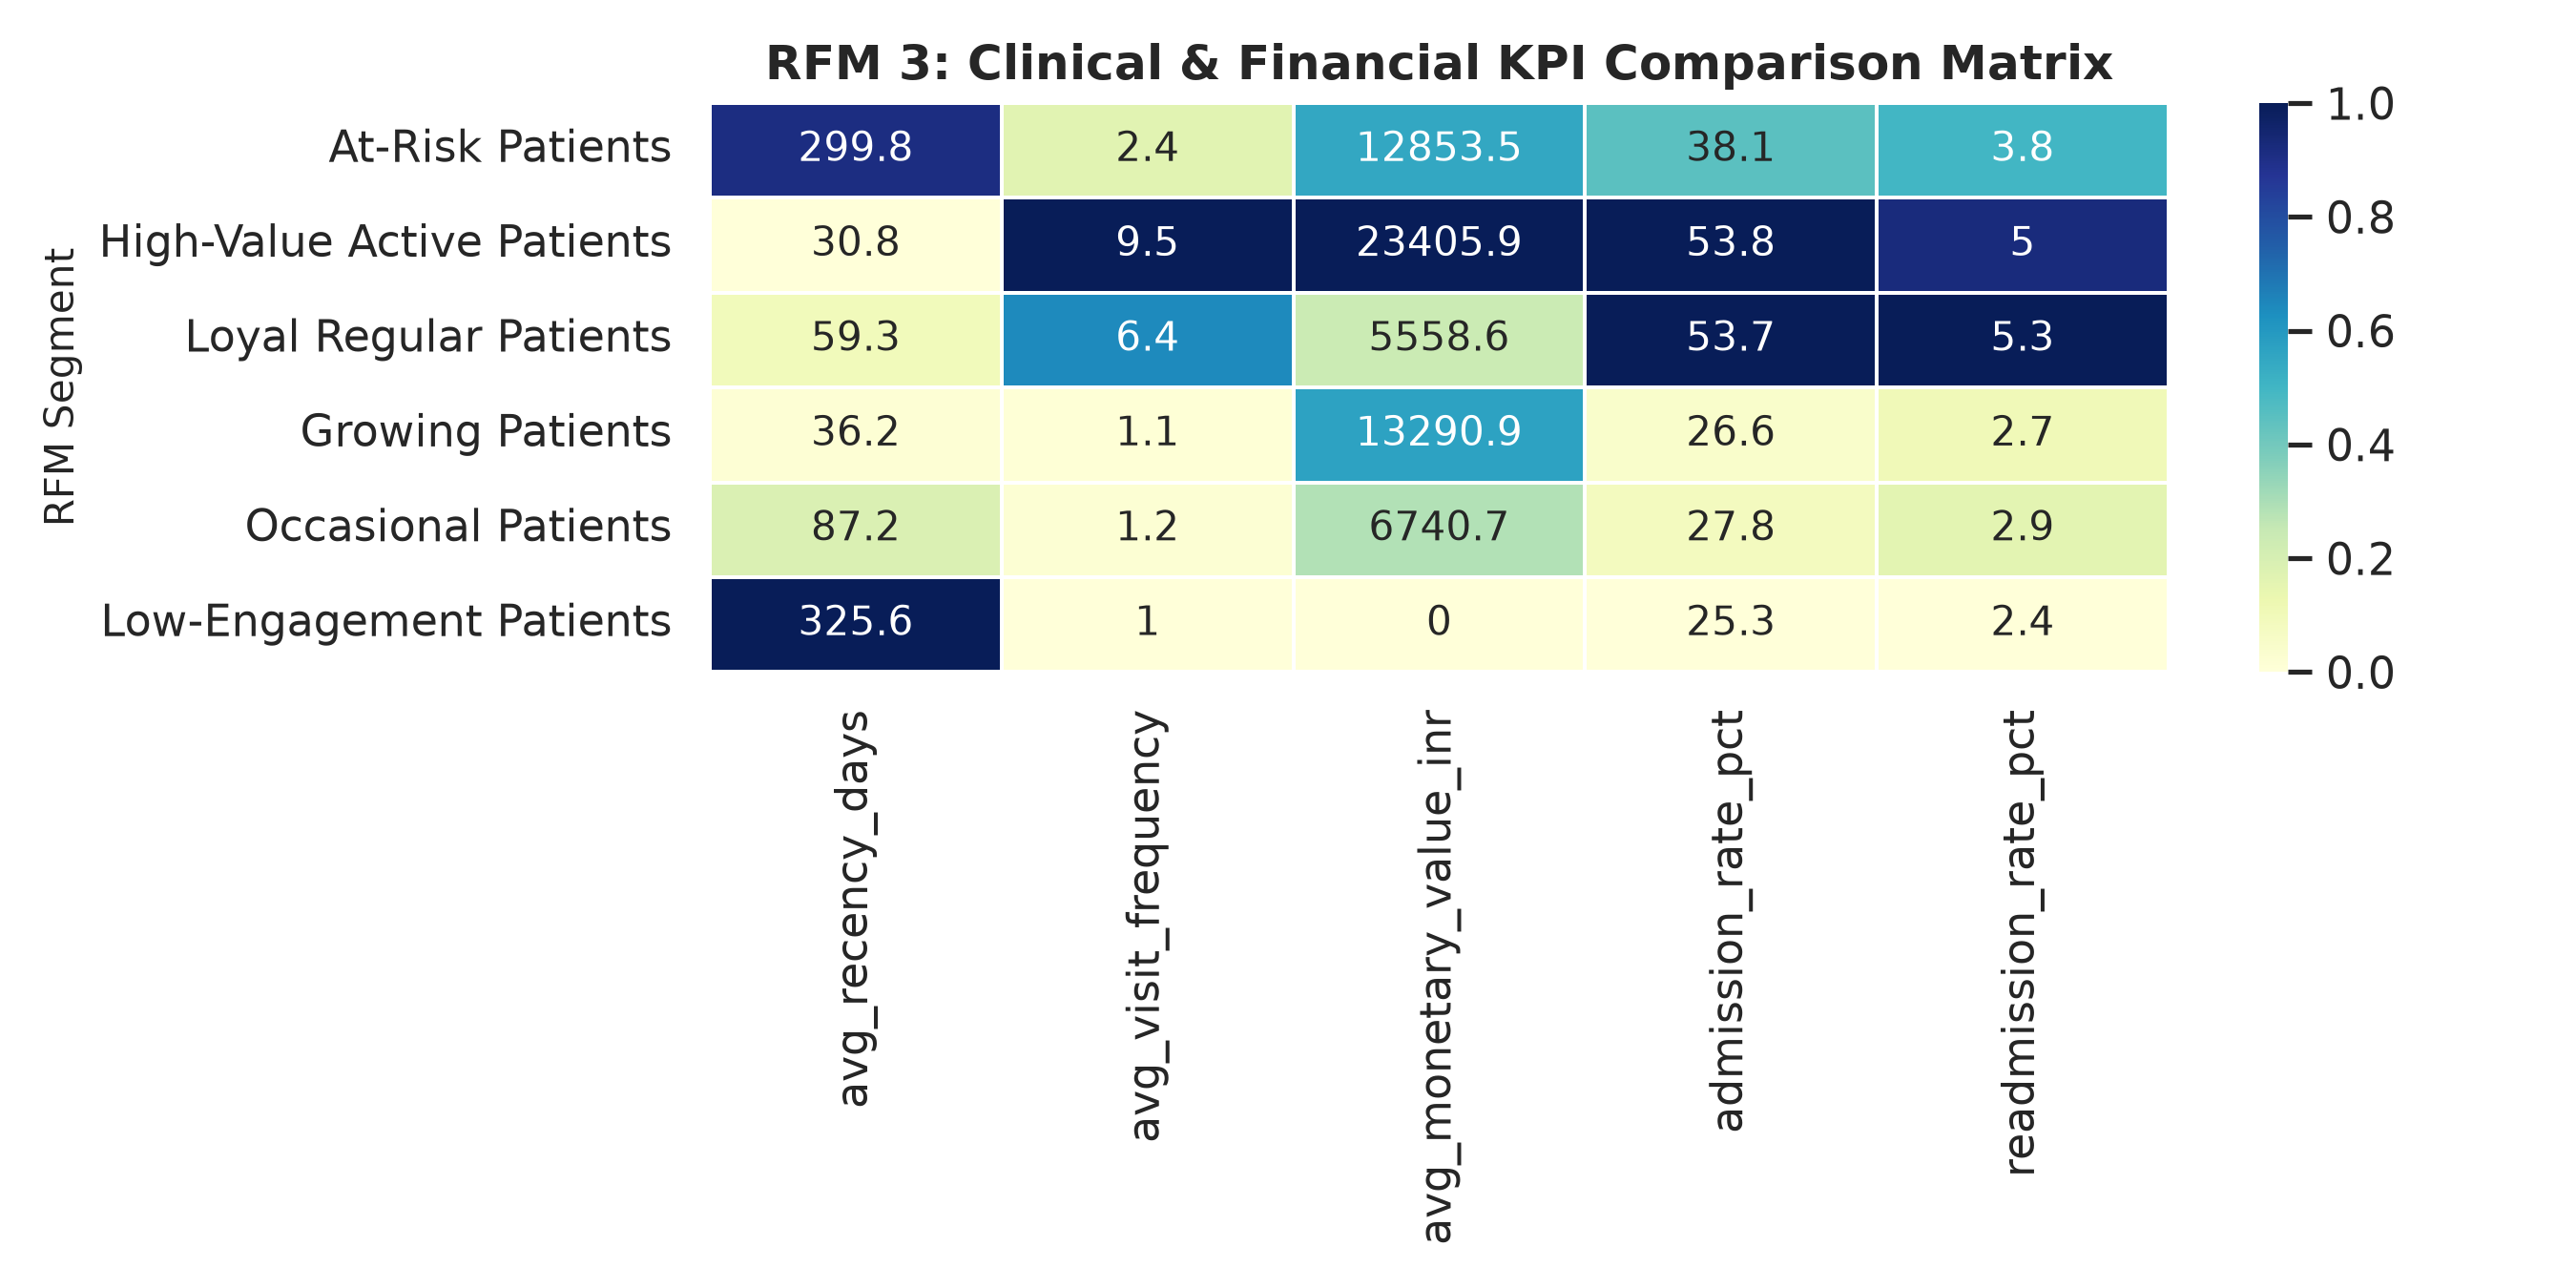 RFM 3: Clinical & Financial KPI Comparison Matrix
RFM Segment
At-Risk Patients 299.8 2.4 12853.5 38.1 3.8
High-Value Active Patients 30.8 9.5 23405.9 53.8 5
Loyal Regular Patients 59.3 6.4 5558.6 53.7 5.3
Growing Patients 36.2 1.1 13290.9 26.6 2.7
Occasional Patients 87.2 1.2 6740.7 27.8 2.9
Low-Engagement Patients 325.6 1 0 25.3 2.4
avg_recency_days
avg_visit_frequency
avg_monetary_value_inr
admission_rate_pct
readmission_rate_pct
1.0
0.8
0.6
0.4
0.2
0.0